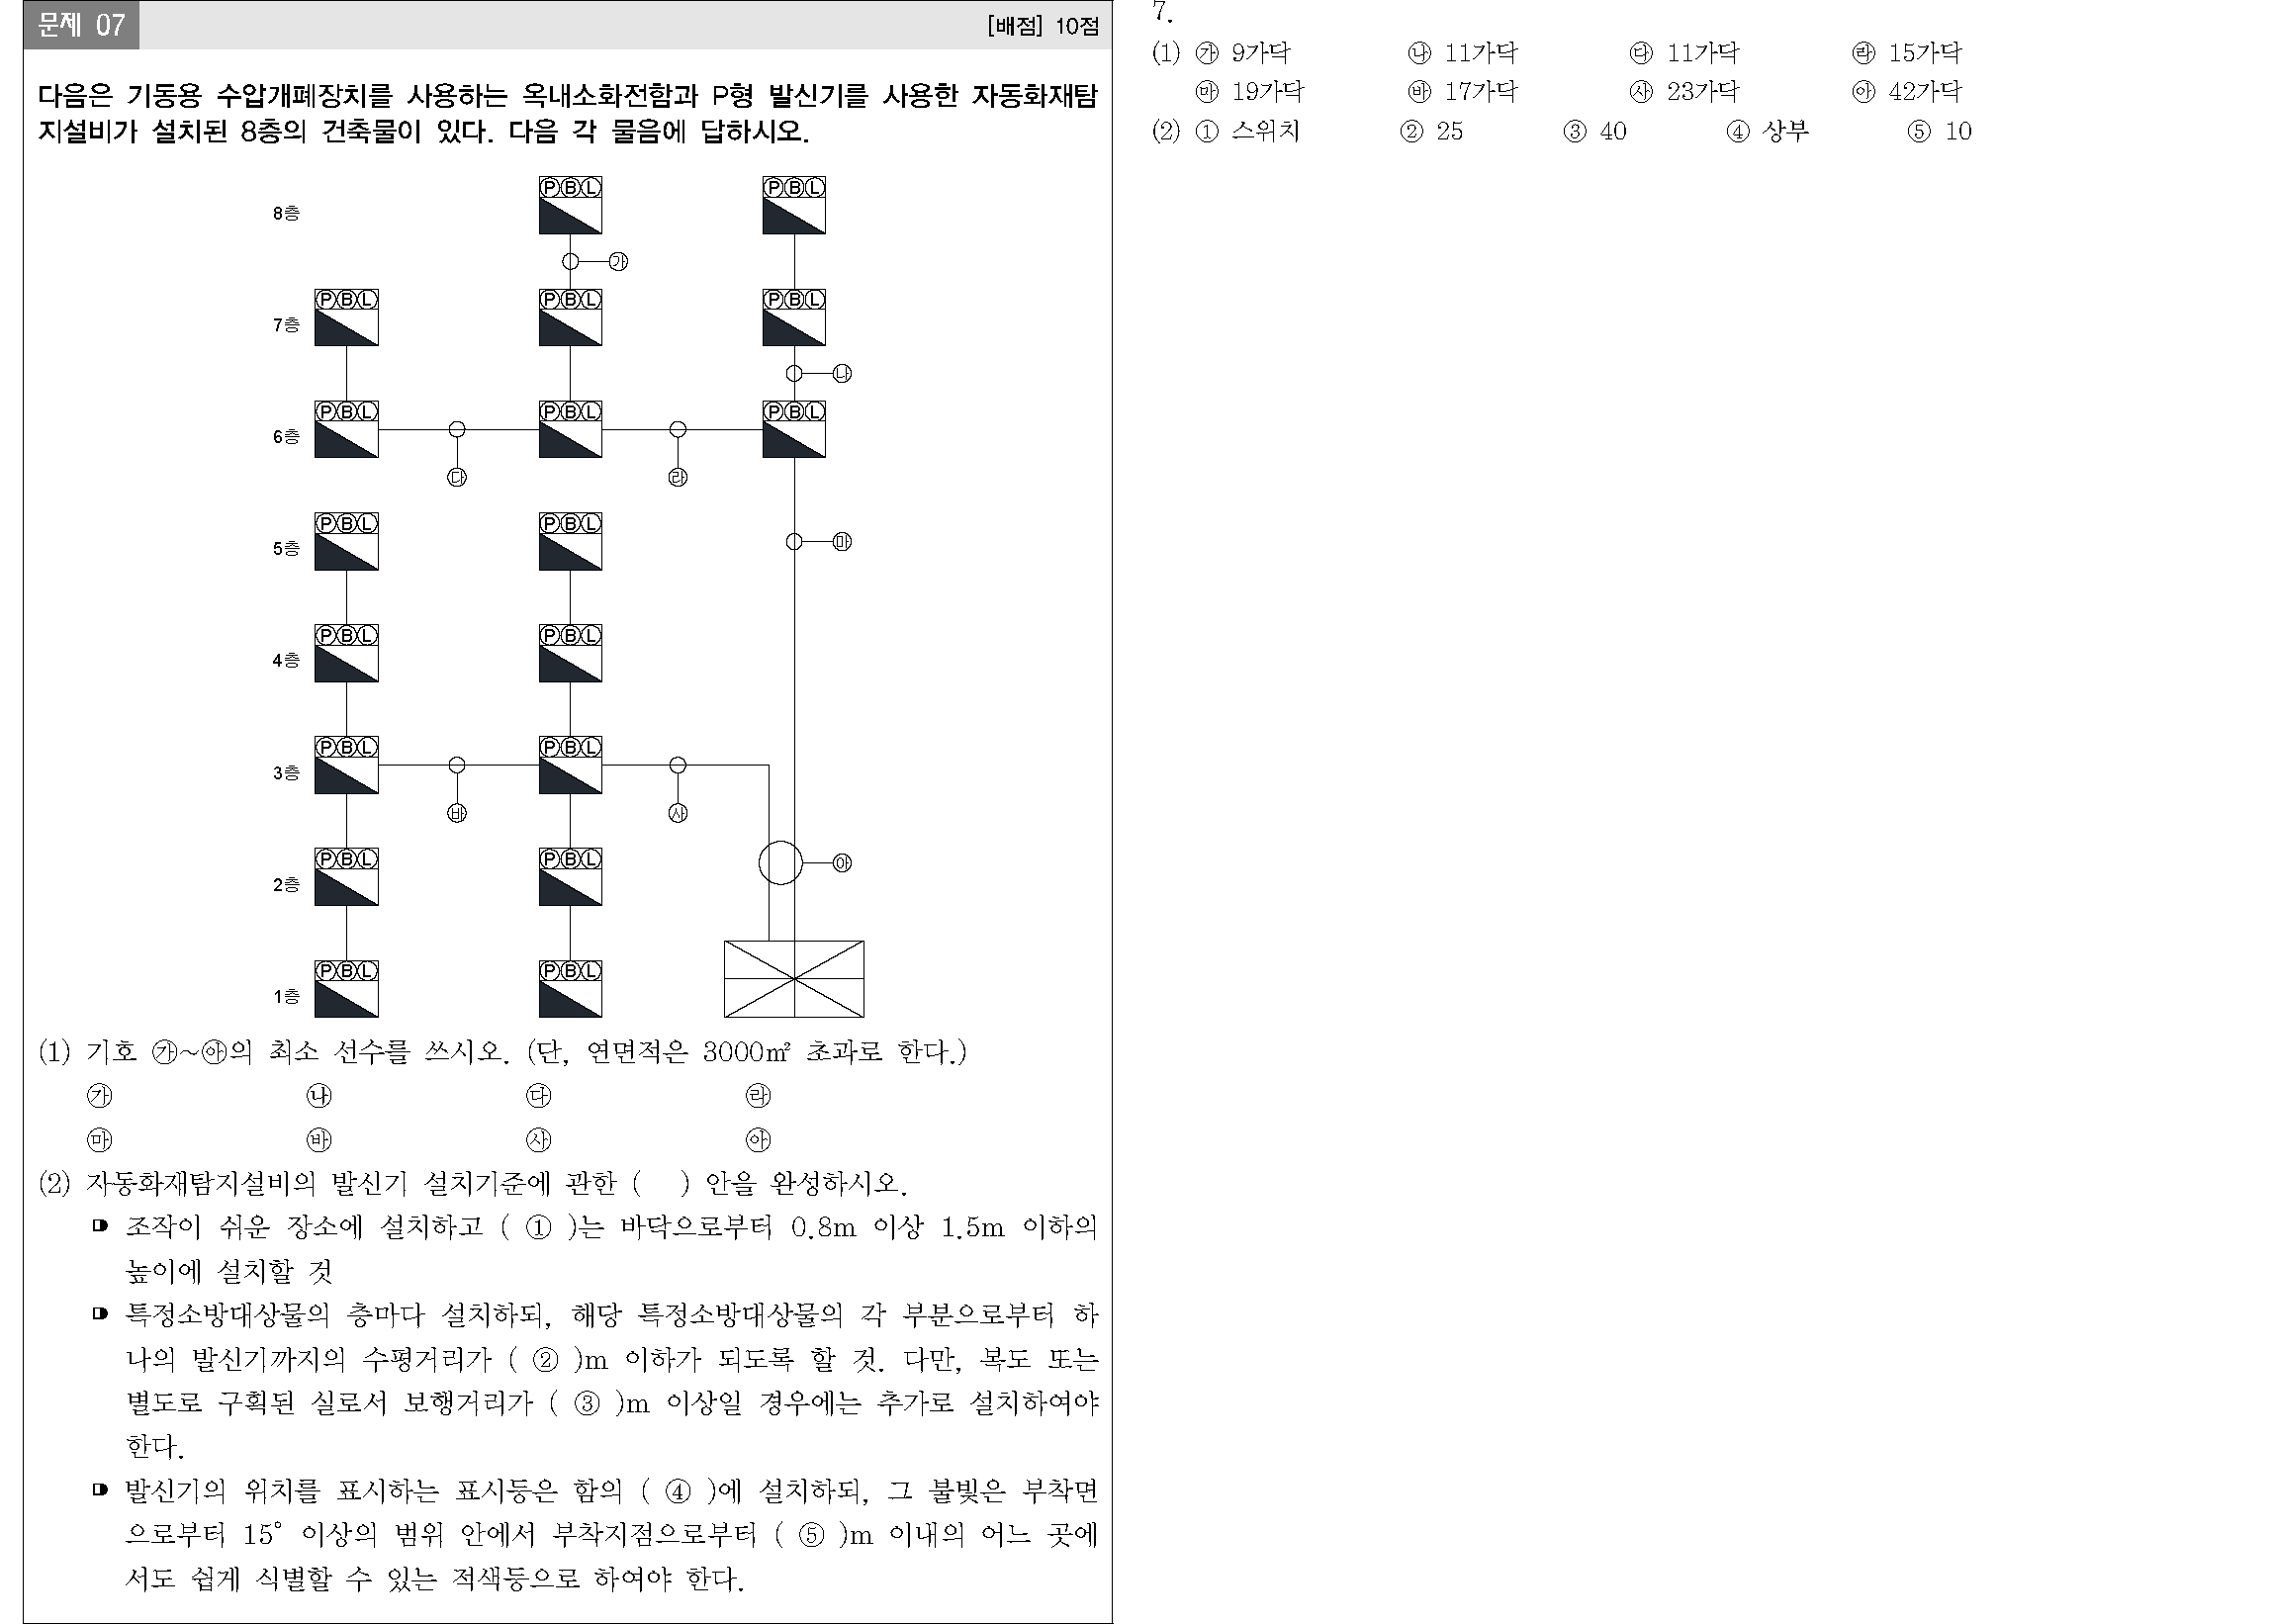 문제 07 [배점] 10점
다음은 기동용 수압개폐장치를 사용하는 옥내소화전함과 P형 발신기를 사용한 자동화재탐
지설비가 설치된 8층의 건축물이 있다. 다음 각 물음에 답하시오.
8층 ⓅⒷⓁ ⓅⒷⓁ
㉮
7층 ⓅⒷⓁ ⓅⒷⓁ ⓅⒷⓁ
㉯
6층 ⓅⒷⓁ ⓅⒷⓁ ⓅⒷⓁ
㉰ ㉱
5층 ⓅⒷⓁ ⓅⒷⓁ ㉲
4층 ⓅⒷⓁ ⓅⒷⓁ
3층 ⓅⒷⓁ ⓅⒷⓁ
㉳ ㉴
2층 ⓅⒷⓁ ⓅⒷⓁ ㉵
1층 ⓅⒷⓁ ⓅⒷⓁ
(1) 기호 ㉮~㉵의 최소 선수를 쓰시오. (단, 연면적은 3000㎡ 초과로 한다.)
㉮ ㉯ ㉰ ㉱
㉲ ㉳ ㉴ ㉵
(2) 자동화재탐지설비의 발신기 설치기준에 관한 ( ) 안을 완성하시오.
조작이 쉬운 장소에 설치하고 ( ① )는 바닥으로부터 0.8m 이상 1.5m 이하의
높이에 설치할 것
특정소방대상물의 층마다 설치하되, 해당 특정소방대상물의 각 부분으로부터 하
나의 발신기까지의 수평거리가 ( ② )m 이하가 되도록 할 것. 다만, 복도 또는
별도로 구획된 실로서 보행거리가 ( ③ )m 이상일 경우에는 추가로 설치하여야
한다.
발신기의 위치를 표시하는 표시등은 함의 ( ④ )에 설치하되, 그 불빛은 부착면
으로부터 15° 이상의 범위 안에서 부착지점으로부터 ( ⑤ )m 이내의 어느 곳에
서도 쉽게 식별할 수 있는 적색등으로 하여야 한다.
7.
(1) ㉮ 9가닥 ㉯ 11가닥 ㉰ 11가닥 ㉱ 15가닥
㉲ 19가닥 ㉳ 17가닥 ㉴ 23가닥 ㉵ 42가닥
(2) ① 스위치 ② 25 ③ 40 ④ 상부 ⑤ 10